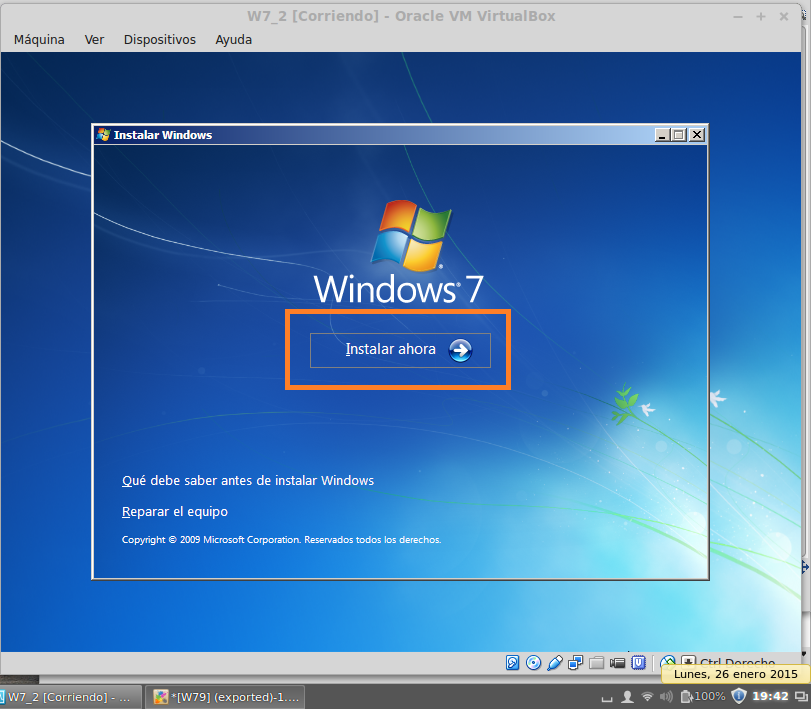 W7_2 [Corriendo] - Oracle VM VirtualBox
Máquina Ver Dispositivos Ayuda
Instalar Windows
Windows® 7
Instalar ahora
Qué debe saber antes de instalar Windows
Reparar el equipo
Copyright © 2009 Microsoft Corporation. Reservados todos los derechos.
Ctrl Derecho
Lunes, 26 enero 2015
W7_2 [Corriendo] - ... *[W79] (exported)-1.... 100% 19:42